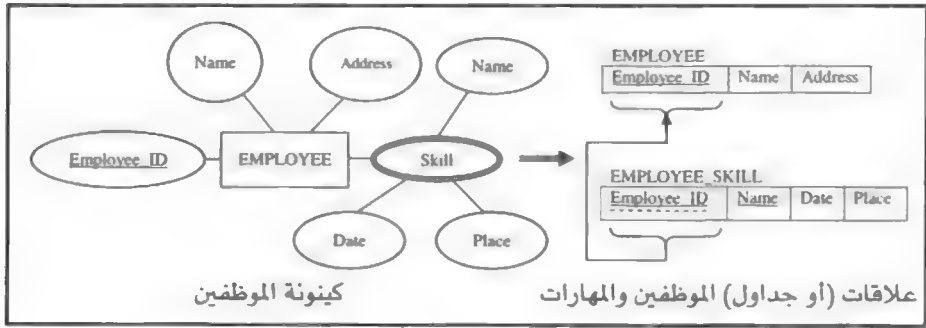 Name
Address
Name
Employee_ID
EMPLOYEE
Skill
Date
Place
كينونة الموظفين
EMPLOYEE
Employee_ID Name Address
EMPLOYEE_SKILL
Employee_ID Name Date Place
علاقات (أو جداول) الموظفين والمهارات